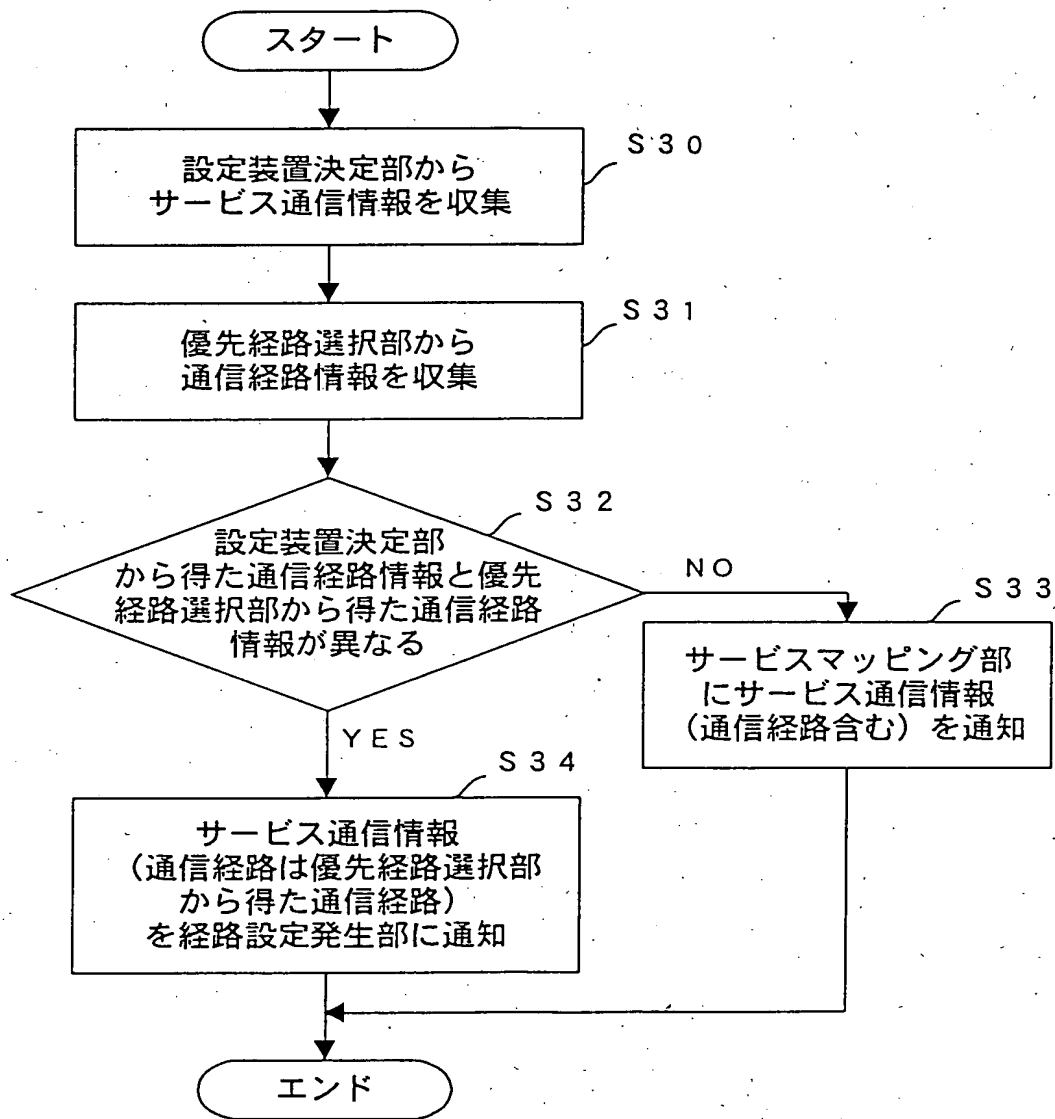 スタート
S30
設定装置決定部から
サービス通信情報を収集
S31
優先経路選択部から
通信経路情報を収集
S32
設定装置決定部
から得た通信経路情報と優先
経路選択部から得た通信経路
情報が異なる
NO
S33
サービスマッピング部
にサービス通信情報
(通信経路含む)を通知
YES
S34
サービス通信情報
(通信経路は優先経路選択部
から得た通信経路)
を経路設定発生部に通知
エンド